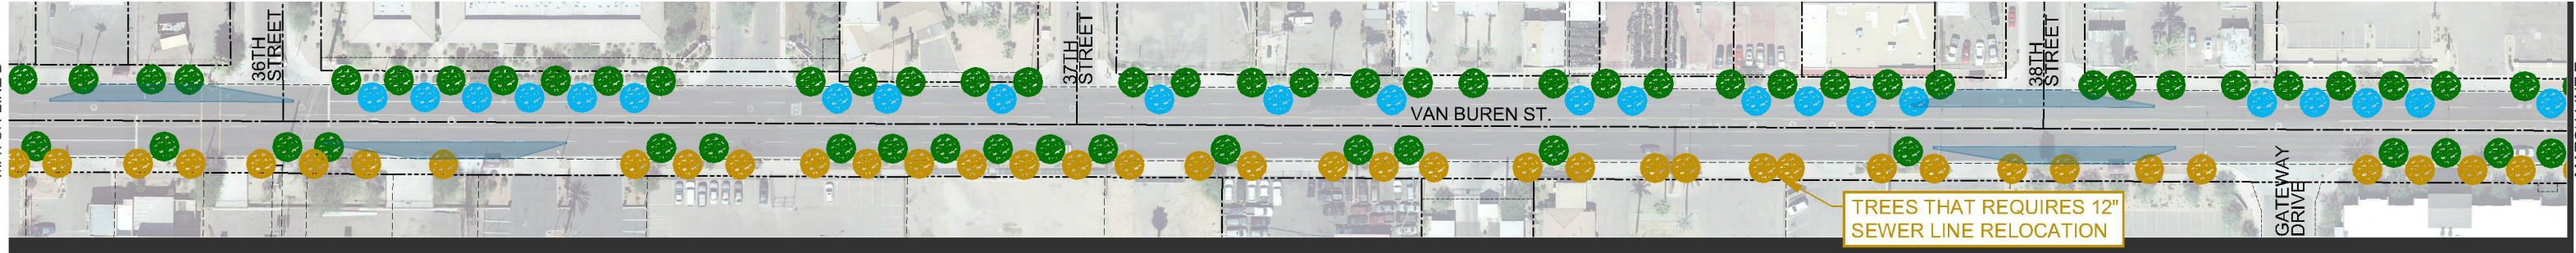 36TH
STREET
37TH
STREET
VAN BUREN ST.
38TH
STREET
GATEWAY
DRIVE
TREES THAT REQUIRES 12"
SEWER LINE RELOCATION